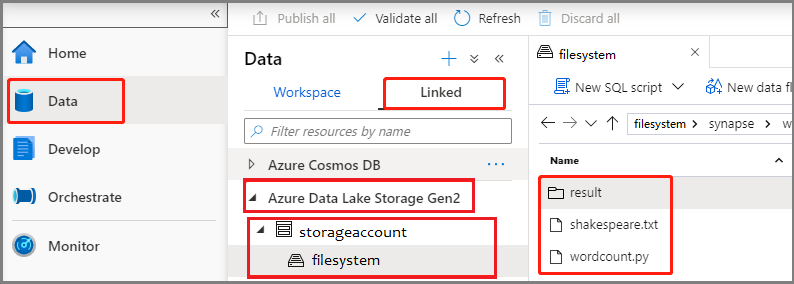 Publish all Validate all Refresh Discard all
Home
Data
Develop
Orchestrate
Monitor
Data
Workspace Linked
Filter resources by name
Azure Cosmos DB
Azure Data Lake Storage Gen2
storageaccount
filesystem
filesystem
New SQL script New data fl
filesystem synapse w
Name
result
shakespeare.txt
wordcount.py